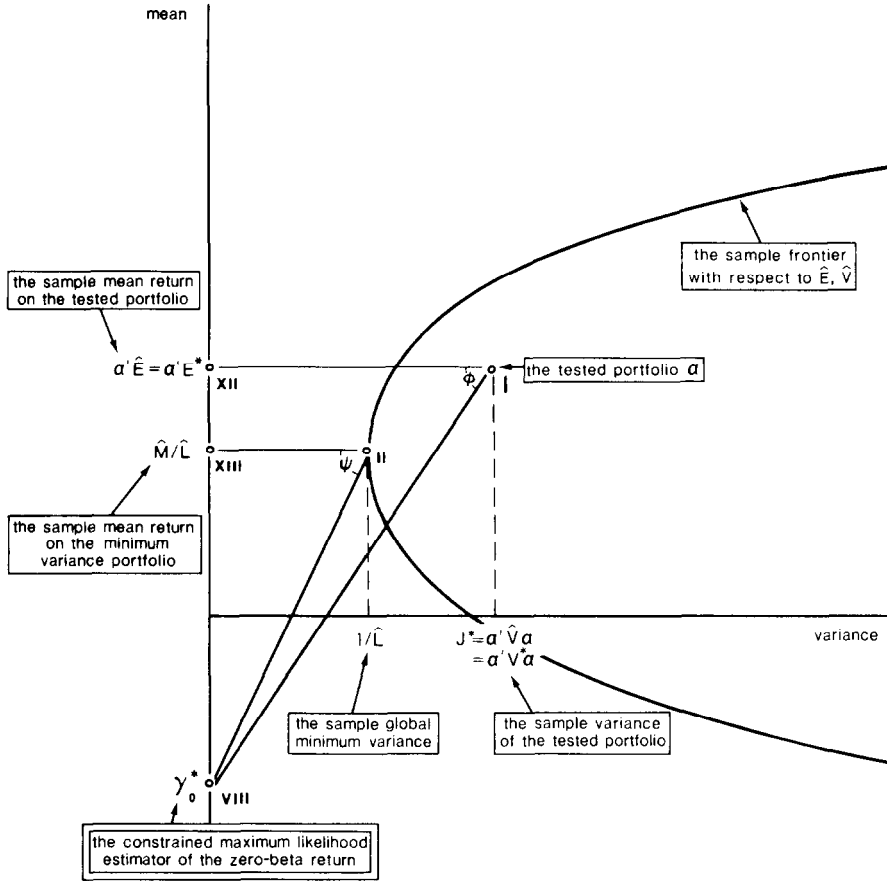 mean
the sample frontier
with respect to Ê, V̂
the sample mean return
on the tested portfolio
α'Ê = α'E*
XII
ϕ
I
the tested portfolio α
M̂/L̂
XIII
ψ
II
the sample mean return
on the minimum
variance portfolio
1/L̂
J*=α'V̂α
=α'V*α
variance
the sample global
minimum variance
the sample variance
of the tested portfolio
γ₀*
VIII
the constrained maximum likelihood
estimator of the zero-beta return